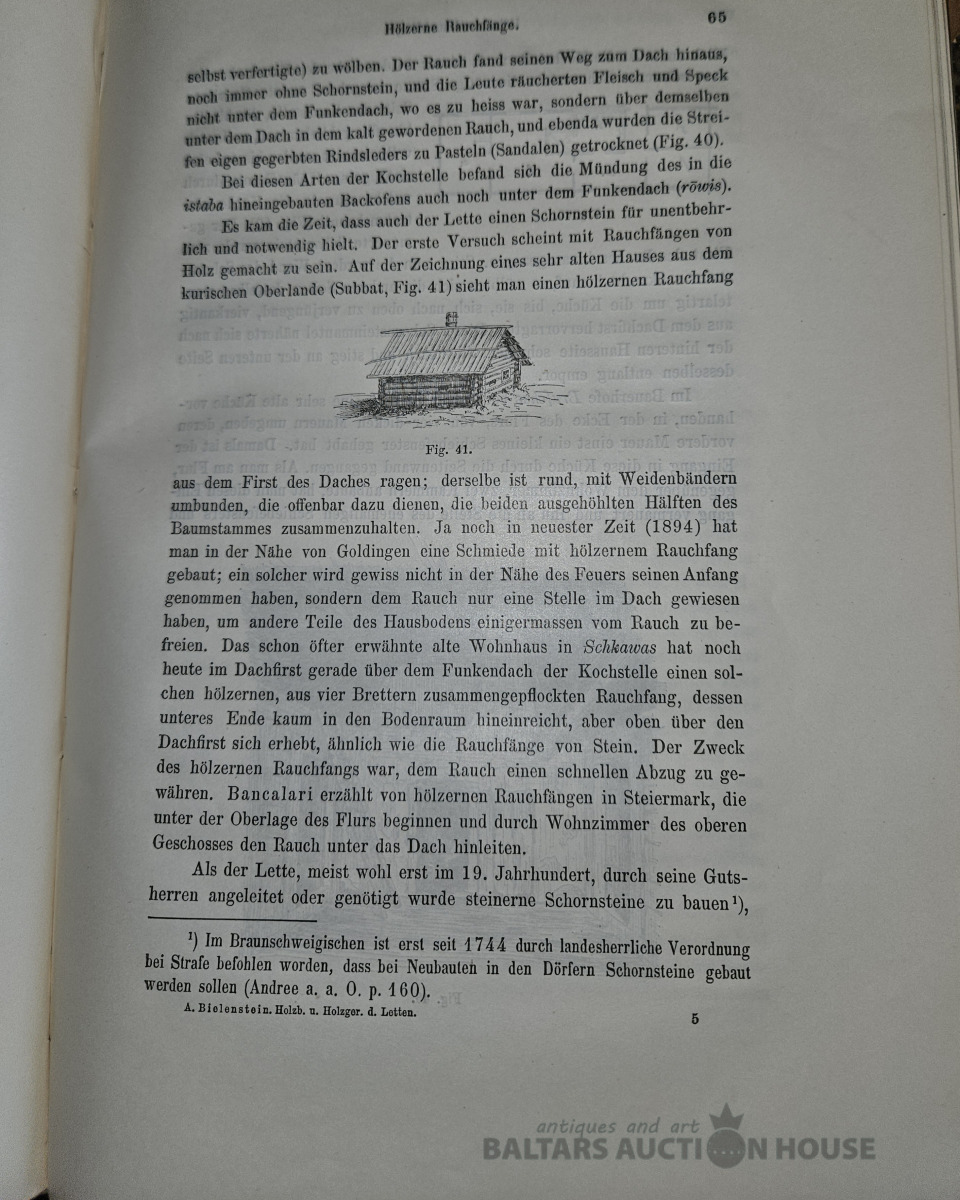 Hölzerne Rauchfänge.
65
selbst verfertigte) zu wölben. Der Rauch fand seinen Weg zum Dach hinaus,
noch immer ohne Schornstein, und die Leute räucherten Fleisch und Speck
nicht unter dem Funkendach, wo es zu heiss war, sondern über demselben
unter dem Dach in dem kalt gewordenen Rauch, und ebenda wurden die Strei-
fen eigen gegerbten Rindsleders zu Pasteln (Sandalen) getrocknet (Fig. 40).
Bei diesen Arten der Kochstelle befand sich die Mündung des in die
istaba hineingebauten Backofens auch noch unter dem Funkendach (rōwis).
Es kam die Zeit, dass auch der Lette einen Schornstein für unentbehr-
lich und notwendig hielt. Der erste Versuch scheint mit Rauchfängen von
Holz gemacht zu sein. Auf der Zeichnung eines sehr alten Hauses aus dem
kurischen Oberlande (Subbat, Fig. 41) sieht man einen hölzernen Rauchfang
Fig. 41.
aus dem First des Daches ragen; derselbe ist rund, mit Weidenbändern
umbunden, die offenbar dazu dienen, die beiden ausgehöhlten Hälften des
Baumstammes zusammenzuhalten. Ja noch in neuester Zeit (1894) hat
man in der Nähe von Goldingen eine Schmiede mit hölzernem Rauchfang
gebaut; ein solcher wird gewiss nicht in der Nähe des Feuers seinen Anfang
genommen haben, sondern dem Rauch nur eine Stelle im Dach gewiesen
haben, um andere Teile des Hausbodens einigermassen vom Rauch zu be-
freien. Das schon öfter erwähnte alte Wohnhaus in Schkawas hat noch
heute im Dachfirst gerade über dem Funkendach der Kochstelle einen sol-
chen hölzernen, aus vier Brettern zusammengepflockten Rauchfang, dessen
unteres Ende kaum in den Bodenraum hineinreicht, aber oben über den
Dachfirst sich erhebt, ähnlich wie die Rauchfänge von Stein. Der Zweck
des hölzernen Rauchfangs war, dem Rauch einen schnellen Abzug zu ge-
währen. Bancalari erzählt von hölzernen Rauchfängen in Steiermark, die
unter der Oberlage des Flurs beginnen und durch Wohnzimmer des oberen
Geschosses den Rauch unter das Dach hinleiten.
Als der Lette, meist wohl erst im 19. Jahrhundert, durch seine Guts-
herren angeleitet oder genötigt wurde steinerne Schornsteine zu bauen¹),
¹) Im Braunschweigischen ist erst seit 1744 durch landesherrliche Verordnung
bei Strafe befohlen worden, dass bei Neubauten in den Dörfern Schornsteine gebaut
werden sollen (Andree a. a. O. p. 160).
A. Bielenstein. Holzb. u. Holzger. d. Letten.
5
antiques and art
BALTARS AUCTION HOUSE